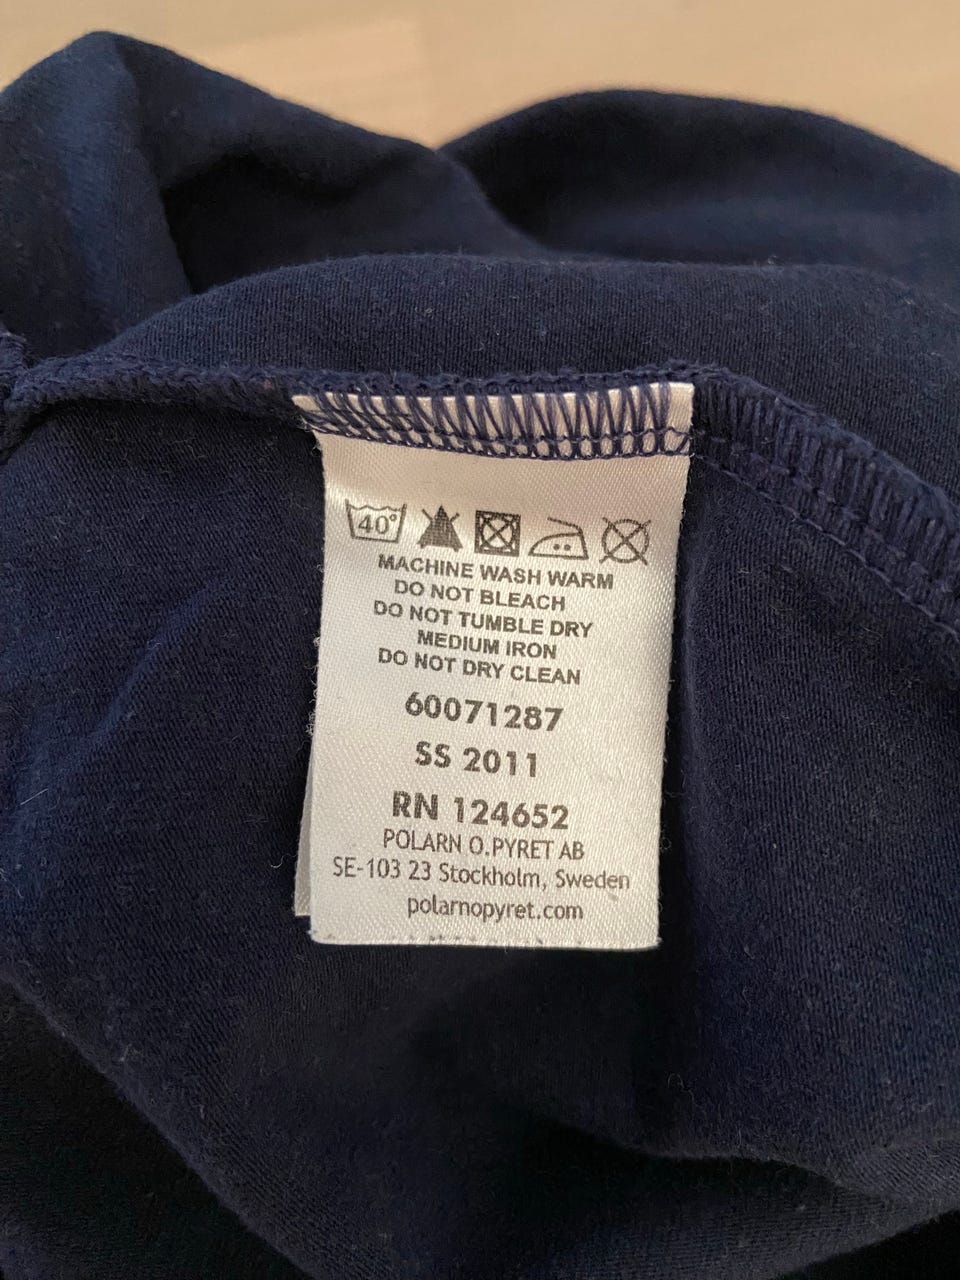 40°
MACHINE WASH WARM
DO NOT BLEACH
DO NOT TUMBLE DRY
MEDIUM IRON
DO NOT DRY CLEAN
60071287
SS 2011
RN 124652
POLARN O.PYRET AB
SE-103 23 Stockholm, Sweden
polarnopyret.com